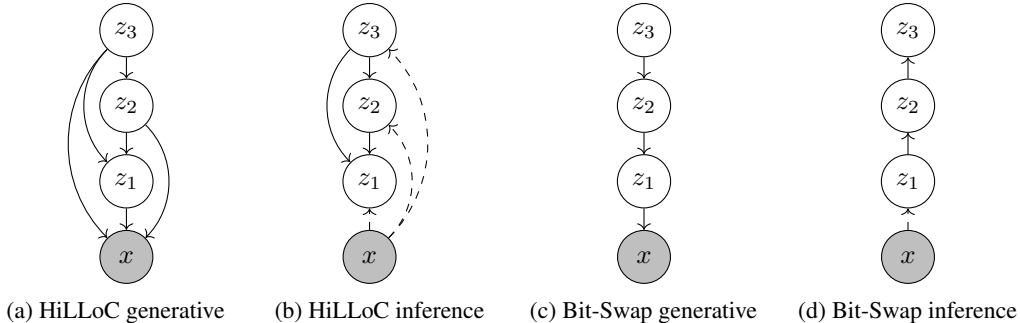 z3 z3 z3 z3
z2 z2 z2 z2
z1 z1 z1 z1
x x x x
(a) HiLLoC generative (b) HiLLoC inference (c) Bit-Swap generative (d) Bit-Swap inference